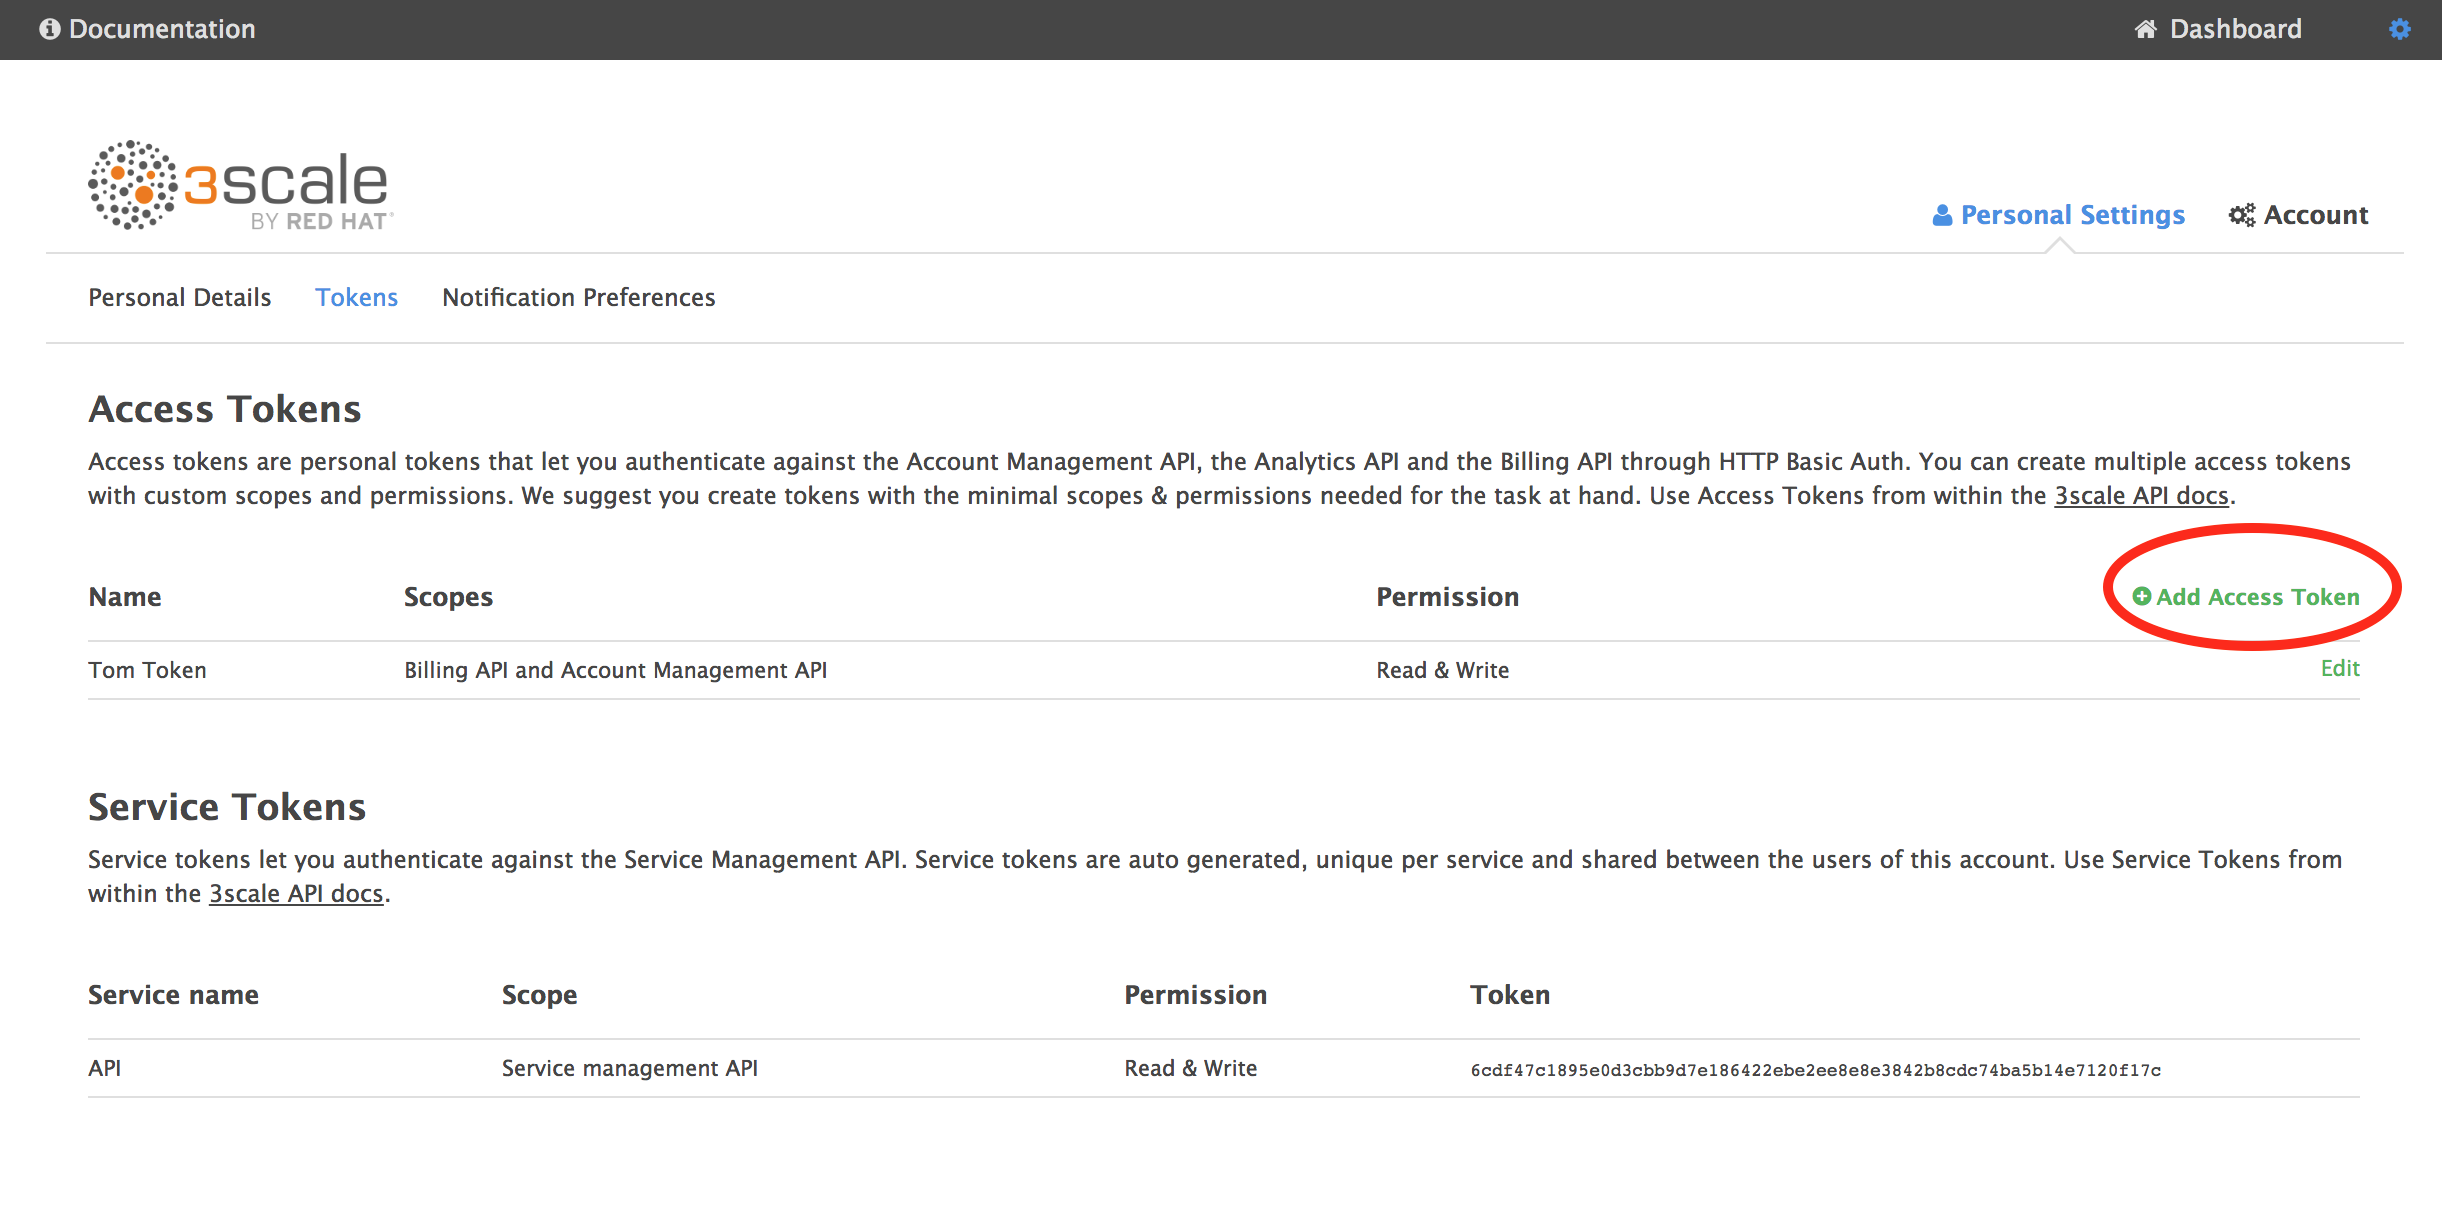 Documentation Dashboard
3scale
BY RED HAT®
Personal Settings Account
Personal Details Tokens Notification Preferences
Access Tokens
Access tokens are personal tokens that let you authenticate against the Account Management API, the Analytics API and the Billing API through HTTP Basic Auth. You can create multiple access tokens
with custom scopes and permissions. We suggest you create tokens with the minimal scopes & permissions needed for the task at hand. Use Access Tokens from within the 3scale API docs.
Name Scopes Permission Add Access Token
Tom Token Billing API and Account Management API Read & Write Edit
Service Tokens
Service tokens let you authenticate against the Service Management API. Service tokens are auto generated, unique per service and shared between the users of this account. Use Service Tokens from
within the 3scale API docs.
Service name Scope Permission Token
API Service management API Read & Write 6cdf47c1895e0d3cbb9d7e186422ebe2ee8e8e3842b8cdc74ba5b14e7120f17c